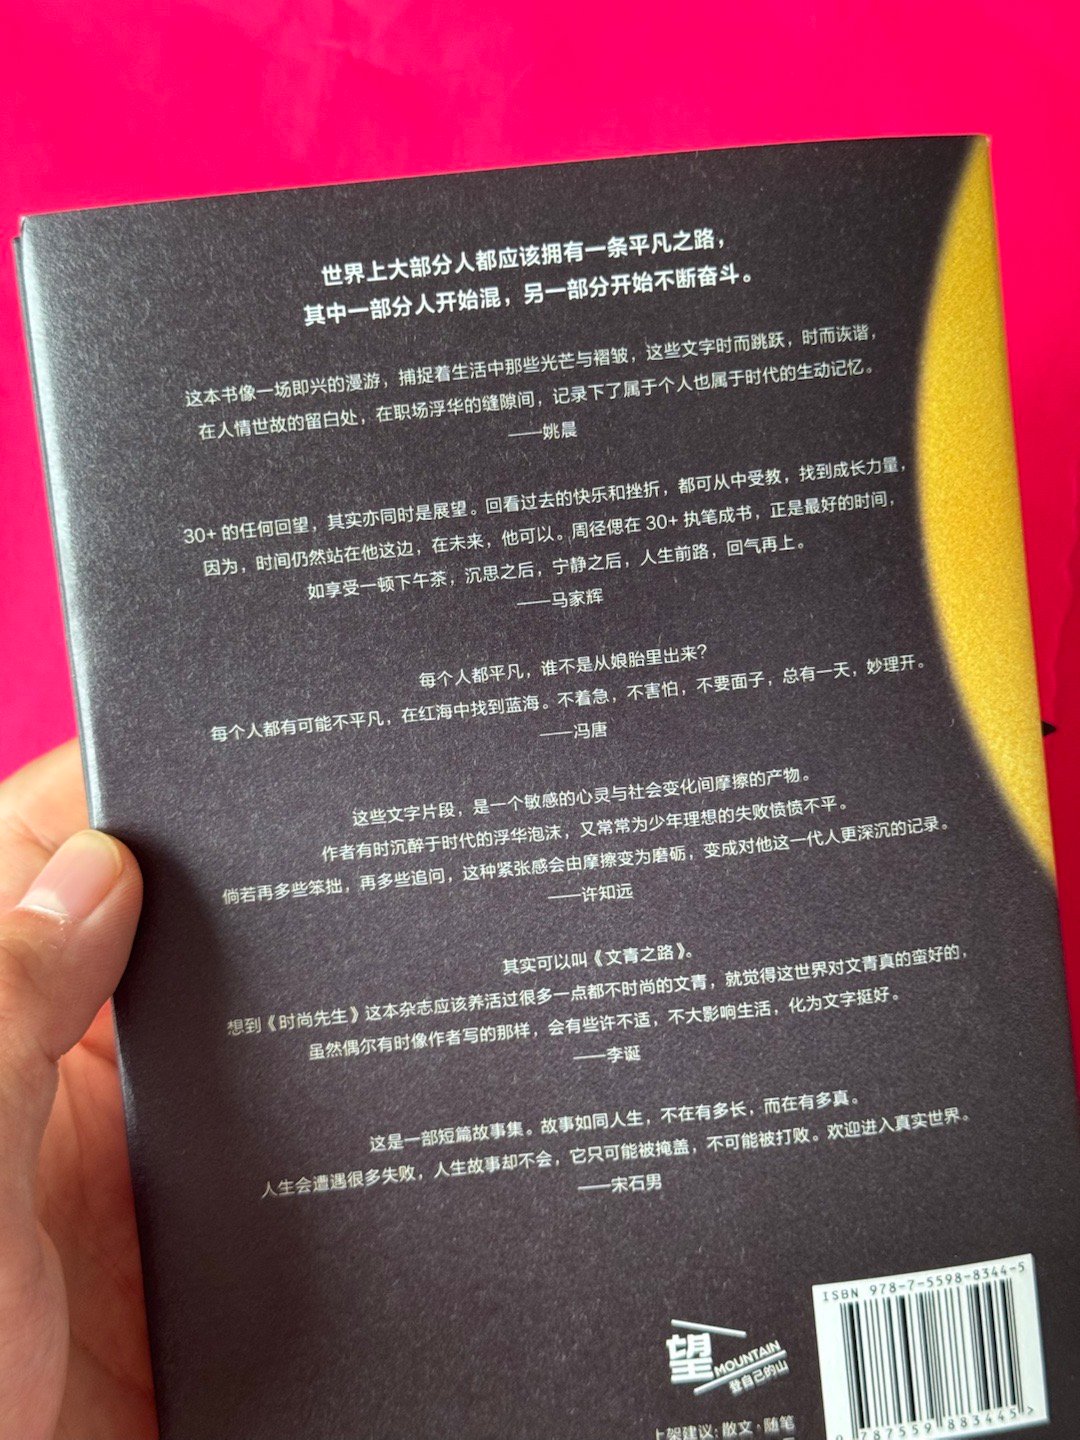 世界上大部分人都应该拥有一条平凡之路，
其中一部分人开始混，另一部分开始不断奋斗。
这本书像一场即兴的漫游，捕捉着生活中那些光芒与褶皱，这些文字时而跳跃，时而诙谐，
在人情世故的留白处，在职场浮华的缝隙间，记录下了属于个人也属于时代的生动记忆。
——姚晨
30+ 的任何回望，其实亦同时是展望。回看过去的快乐和挫折，都可从中受教，找到成长力量，
因为，时间仍然站在他这边，在未来，他可以。周径偲在 30+ 执笔成书，正是最好的时间，
如享受一顿下午茶，沉思之后，宁静之后，人生前路，回气再上。
——马家辉
每个人都平凡，谁不是从娘胎里出来？
每个人都有可能不平凡，在红海中找到蓝海。不着急，不害怕，不要面子，总有一天，妙理开。
——冯唐
这些文字片段，是一个敏感的心灵与社会变化间摩擦的产物。
作者有时沉醉于时代的浮华泡沫，又常常为少年理想的失败愤愤不平。
倘若再多些笨拙，再多些追问，这种紧张感会由摩擦变为磨砺，变成对他这一代人更深沉的记录。
——许知远
其实可以叫《文青之路》。
想到《时尚先生》这本杂志应该养活过很多一点都不时尚的文青，就觉得这世界对文青真的蛮好的，
虽然偶尔有时像作者写的那样，会有些许不适，不大影响生活，化为文字挺好。
——李诞
这是一部短篇故事集。故事如同人生，不在有多长，而在有多真。
人生会遭遇很多失败，人生故事却不会，它只可能被掩盖，不可能被打败。欢迎进入真实世界。
——宋石男
ISBN 978-7-5598-8344-5
望
MOUNTAIN
登自己的山
上架建议：散文·随笔
9 787559 883445 >